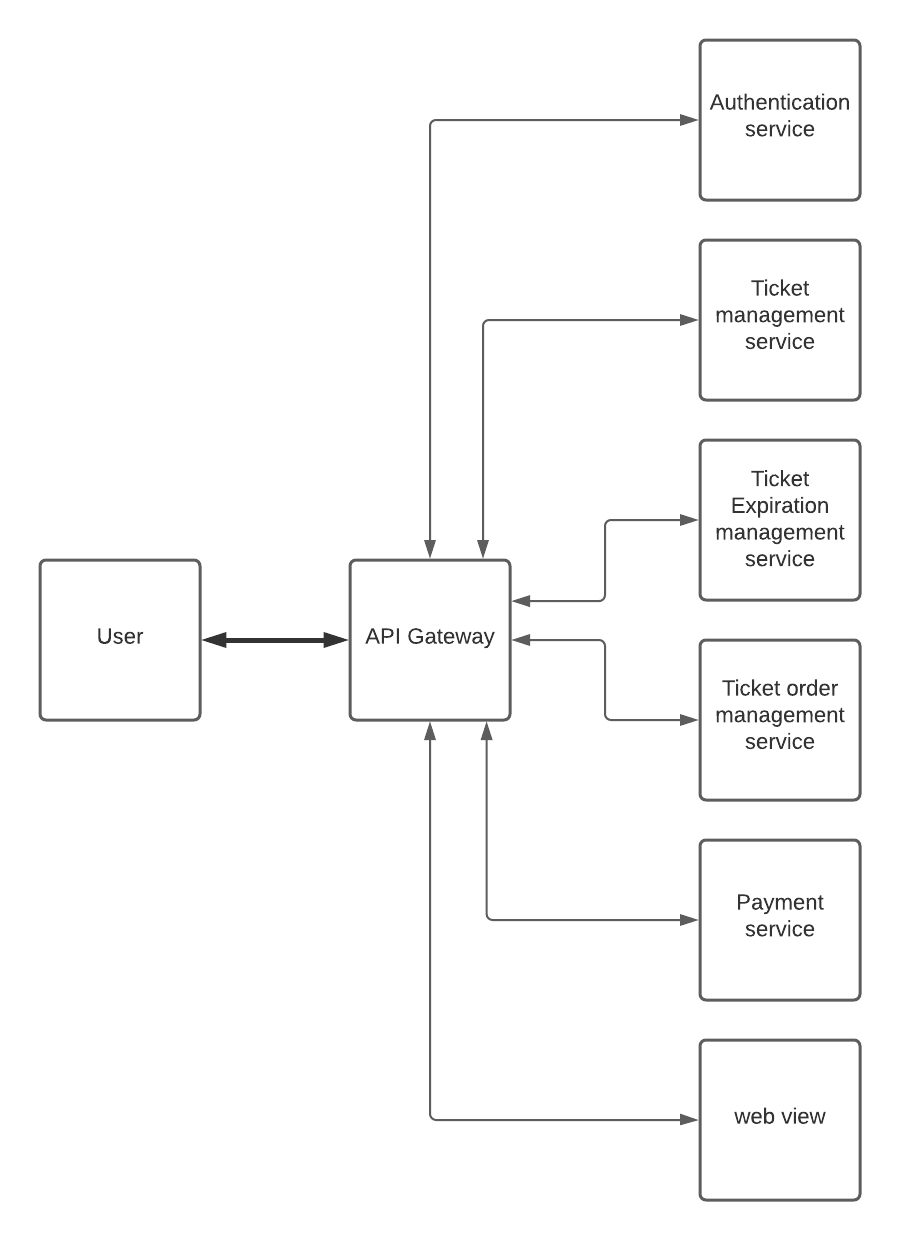 Authentication
service
Ticket
management
service
Ticket
Expiration
management
service
User
API Gateway
Ticket order
management
service
Payment
service
web view